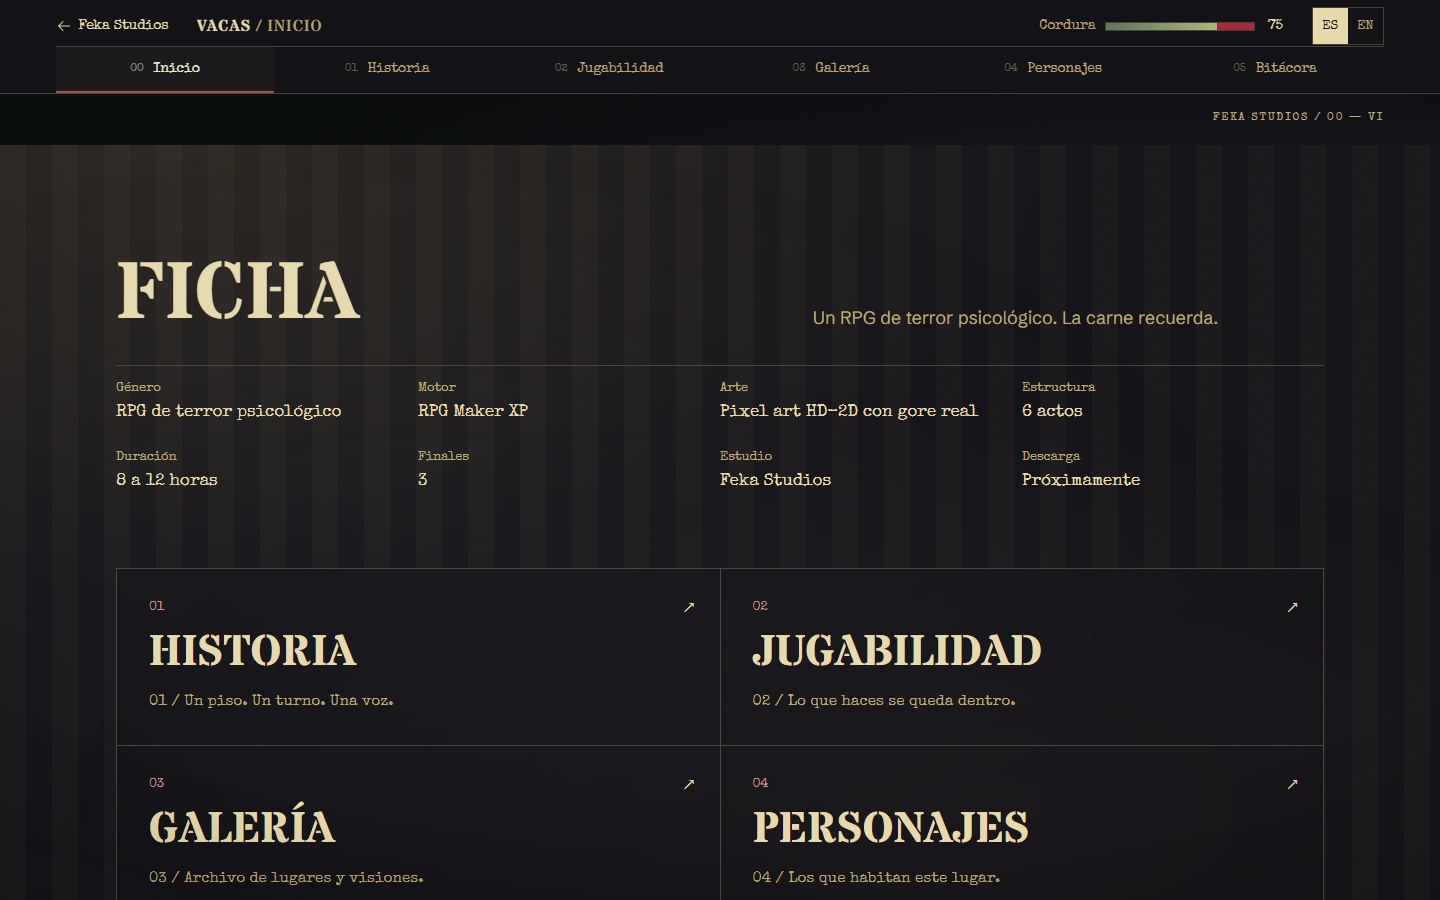 ← Feka Studios VACAS / INICIO Cordura 75 ES EN
00 Inicio 01 Historia 02 Jugabilidad 03 Galería 04 Personajes 05 Bitácora
FEKA STUDIOS / 00 — VI
FICHA
Un RPG de terror psicológico. La carne recuerda.
Género Motor Arte Estructura
RPG de terror psicológico RPG Maker XP Pixel art HD-2D con gore real 6 actos
Duración Finales Estudio Descarga
8 a 12 horas 3 Feka Studios Próximamente
01 ↗ 02 ↗
HISTORIA JUGABILIDAD
01 / Un piso. Un turno. Una voz. 02 / Lo que haces se queda dentro.
03 ↗ 04 ↗
GALERÍA PERSONAJES
03 / Archivo de lugares y visiones. 04 / Los que habitan este lugar.